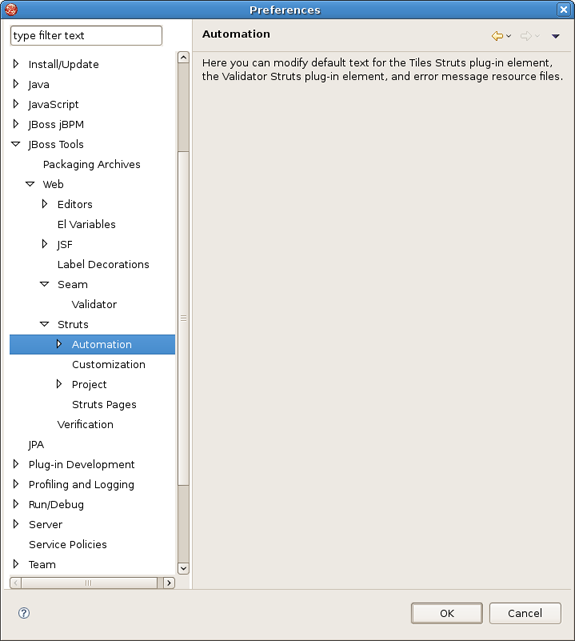 Preferences
type filter text
Install/Update
Java
JavaScript
JBoss jBPM
JBoss Tools
Packaging Archives
Web
Editors
El Variables
JSF
Label Decorations
Seam
Validator
Struts
Automation
Customization
Project
Struts Pages
Verification
JPA
Plug-in Development
Profiling and Logging
Run/Debug
Server
Service Policies
Team
Automation
Here you can modify default text for the Tiles Struts plug-in element,
the Validator Struts plug-in element, and error message resource files.
?
OK
Cancel